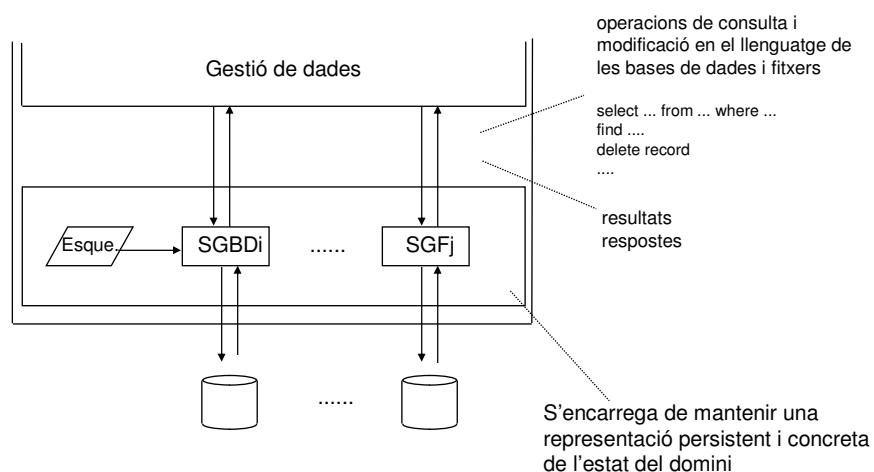 operacions de consulta i
modificació en el llenguatge de
les bases de dades i fitxers
Gestió de dades
select ... from ... where ...
find ....
delete record
....
resultats
respostes
Esque.
SGBDi
......
SGFj
......
S’encarrega de mantenir una
representació persistent i concreta
de l’estat del domini